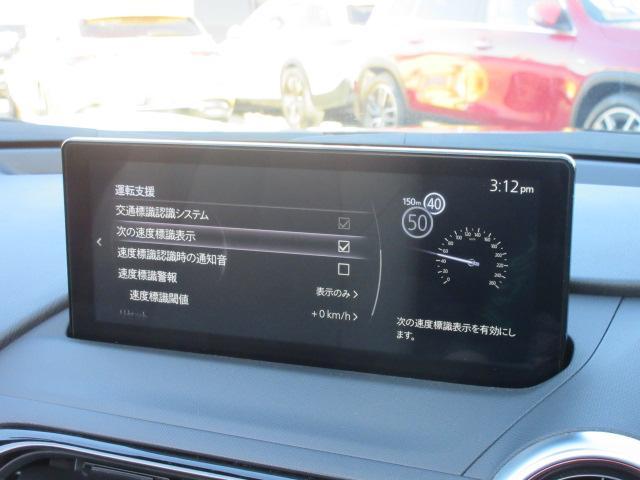 3:12 pm
運転支援
交通標識認識システム
次の速度標識表示
速度標識認識時の通知音
速度標識警報 表示のみ
速度標識閾値 +0 km/h
150m 40
50
次の速度標識表示を有効にし
ます。